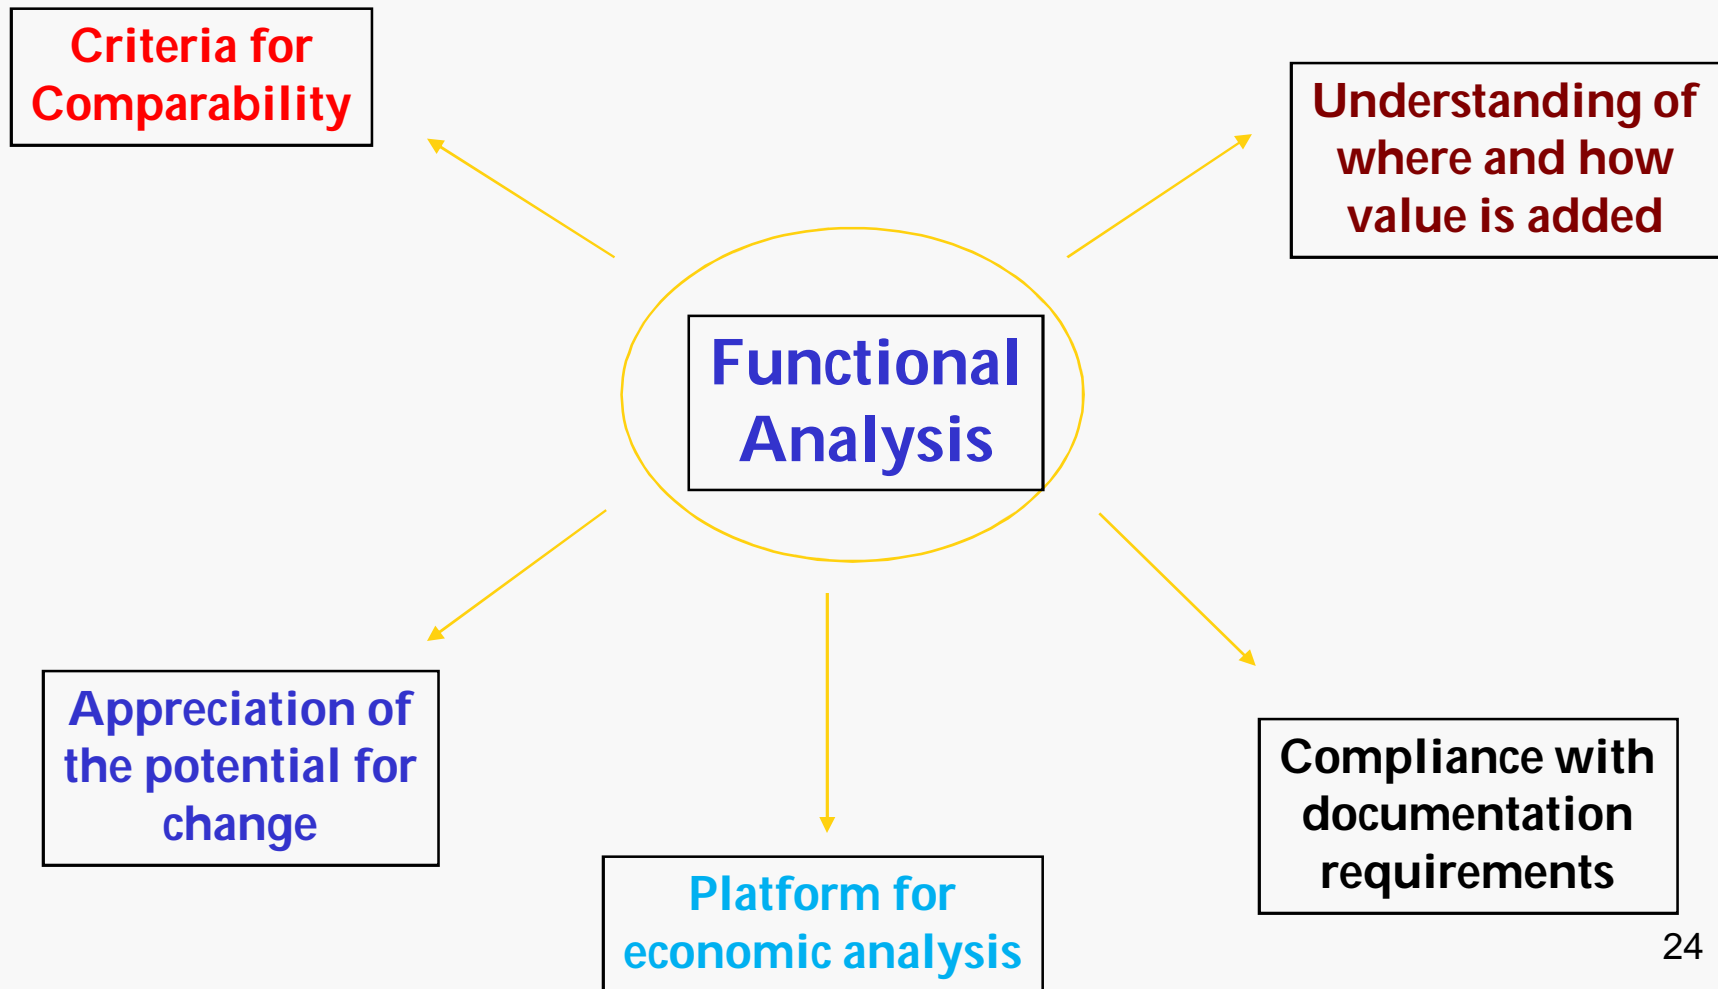 Criteria for
Comparability
Understanding of
where and how
value is added
Functional
Analysis
Appreciation of
the potential for
change
Platform for
economic analysis
Compliance with
documentation
requirements
24